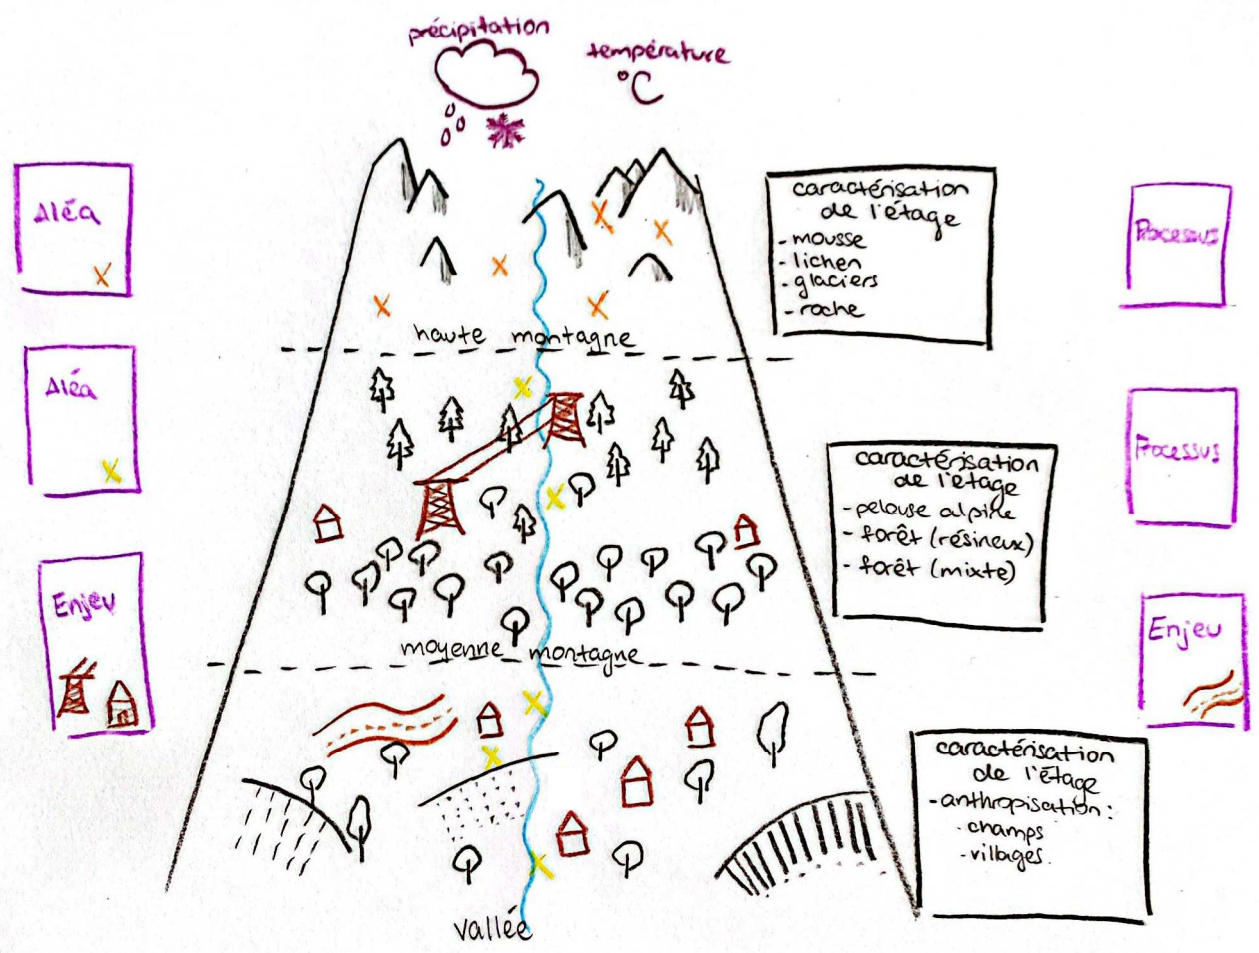 précipitation
température
°C
Aléa
caractérisation
de l'étage
- mousse
- lichen
- glaciers
- roche
Processus
haute montagne
Aléa
caractérisation
de l'étage
- pelouse alpine
- forêt (résineux)
- forêt (mixte)
Processus
Enjeu
moyenne montagne
Enjeu
caractérisation
de l'étage
- anthropisation :
- champs
- villages
vallée